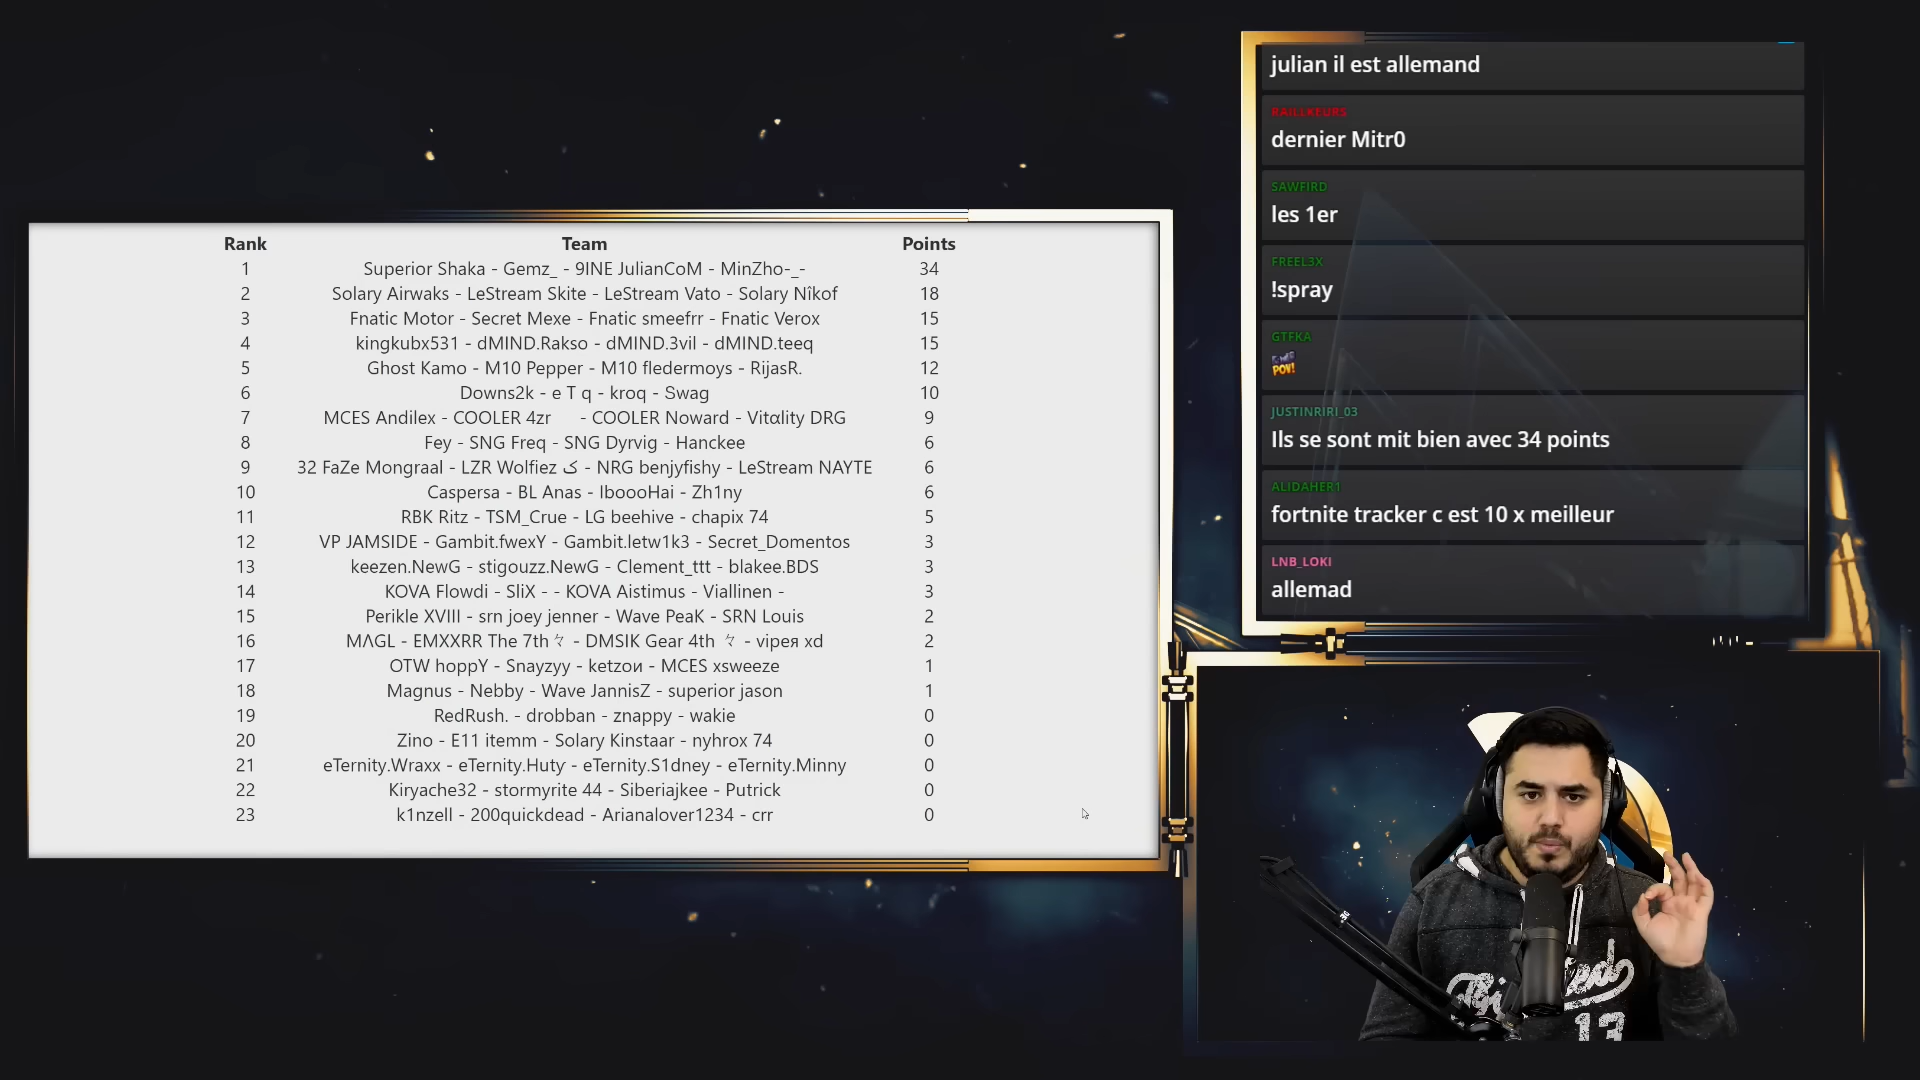 Rank Team Points
1 Superior Shaka - Gemz_ - 9INE JulianCoM - MinZho-_- 34
2 Solary Airwaks - LeStream Skite - LeStream Vato - Solary Nîkof 18
3 Fnatic Motor - Secret Mexe - Fnatic smeefrr - Fnatic Verox 15
4 kingkubx531 - dMIND.Rakso - dMIND.3vil - dMIND.teeq 15
5 Ghost Kamo - M10 Pepper - M10 fledermoys - RijasR. 12
6 Downs2k - e T q - kroq - Swag 10
7 MCES Andilex - COOLER 4zr - COOLER Noward - Vitαlity DRG 9
8 Fey - SNG Freq - SNG Dyrvig - Hanckee 6
9 32 FaZe Mongraal - LZR Wolfiez ک - NRG benjyfishy - LeStream NAYTE 6
10 Caspersa - BL Anas - IboooHai - Zh1ny 6
11 RBK Ritz - TSM_Crue - LG beehive - chapix 74 5
12 VP JAMSIDE - Gambit.fwexY - Gambit.letw1k3 - Secret_Domentos 3
13 keezen.NewG - stigouzz.NewG - Clement_ttt - blakee.BDS 3
14 KOVA Flowdi - SliX - - KOVA Aistimus - Viallinen - 3
15 Perikle XVIII - srn joey jenner - Wave PeaK - SRN Louis 2
16 MΛGL - EMXXRR The 7th ㄘ - DMSIK Gear 4th ㄘ - vipeя xd 2
17 OTW hoppY - Snayzyy - ketzoи - MCES xsweeze 1
18 Magnus - Nebby - Wave JannisZ - superior jason 1
19 RedRush. - drobban - znappy - wakie 0
20 Zino - E11 itemm - Solary Kinstaar - nyhrox 74 0
21 eTernity.Wraxx - eTernity.Huty - eTernity.S1dney - eTernity.Minny 0
22 Kiryache32 - stormyrite 44 - Siberiajkee - Putrick 0
23 k1nzell - 200quickdead - Arianalover1234 - crr 0
julian il est allemand
RAILLKEURS
dernier Mitr0
SAWFIRD
les 1er
FREEL3X
!spray
GTFKA
POV!
JUSTINRIRI_03
Ils se sont mit bien avec 34 points
ALIDAHER1
fortnite tracker c est 10 x meilleur
LNB_LOKI
allemad
13